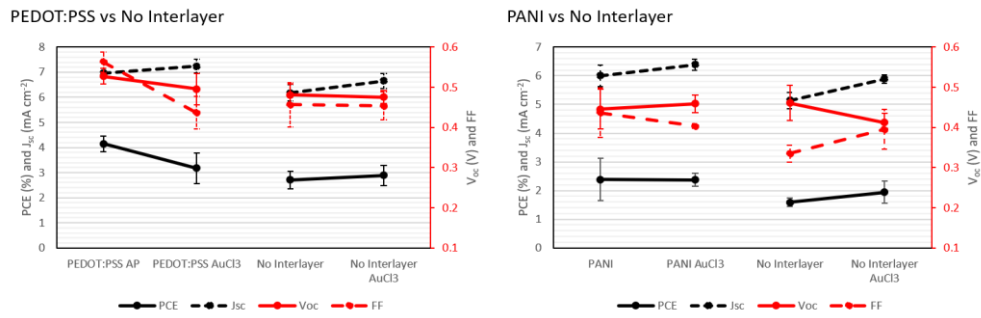 PEDOT:PSS vs No Interlayer
8
7
6
5
4
3
2
1
0
PCE (%) and Jsc (mA cm-2)
0.6
0.5
0.4
0.3
0.2
0.1
Voc (V) and FF
PEDOT:PSS AP
PEDOT:PSS AuCl3
No Interlayer
No Interlayer
AuCl3
PCE
Jsc
Voc
FF
PANI vs No Interlayer
7
6
5
4
3
2
1
0
PCE (%) and Jsc (mA cm-2)
0.6
0.5
0.4
0.3
0.2
0.1
Voc (V) and FF
PANI
PANI AuCl3
No Interlayer
No Interlayer
AuCl3
PCE
Jsc
Voc
FF